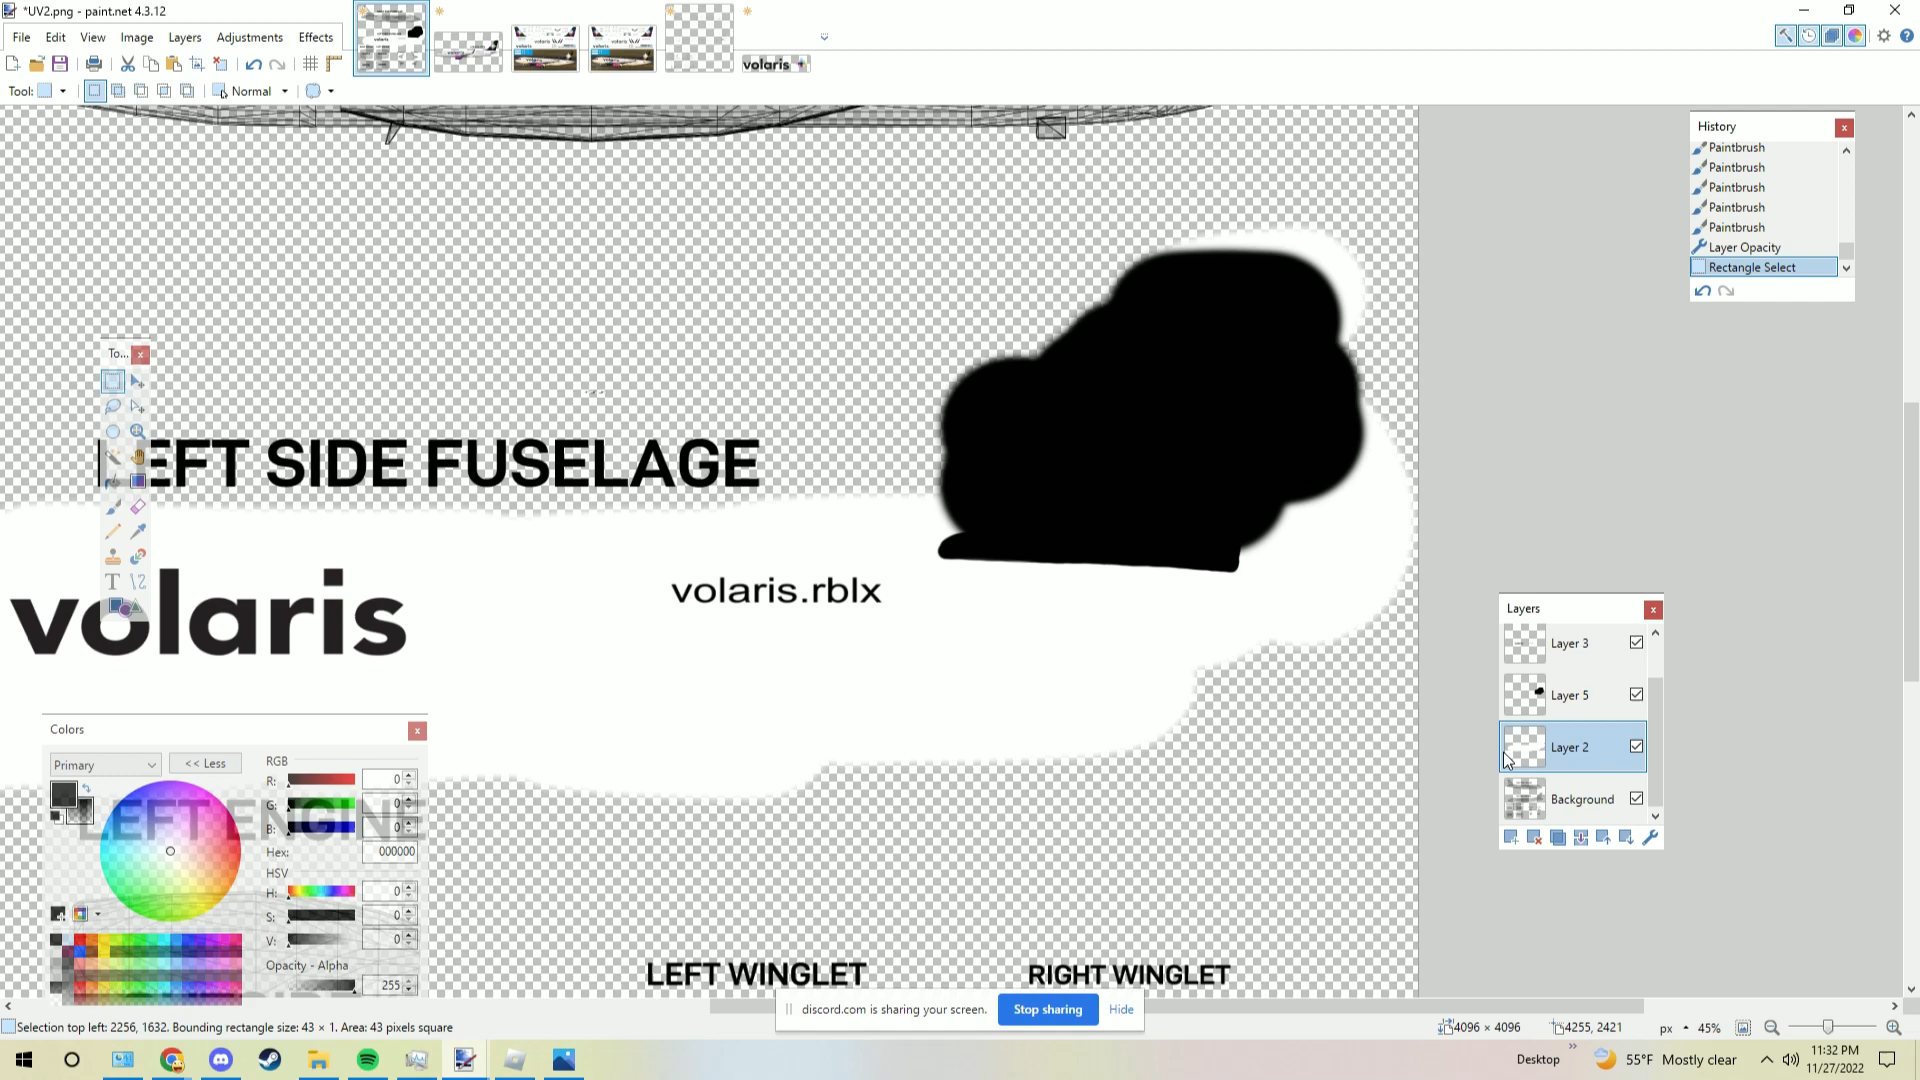 *UV2.png - paint.net 4.3.12
File Edit View Image Layers Adjustments Effects
volaris
Tool: Normal
History
Paintbrush
Paintbrush
Paintbrush
Paintbrush
Paintbrush
Layer Opacity
Rectangle Select
To...
LEFT SIDE FUSELAGE
volaris.rblx
volaris
Layers
Layer 3
Layer 5
Layer 2
Background
Colors
Primary << Less
RGB
R: 0
G: 0
B: 0
Hex: 000000
HSV
H: 0
S: 0
V: 0
Opacity - Alpha
255
LEFT ENGINE
LEFT WINGLET RIGHT WINGLET
discord.com is sharing your screen. Stop sharing Hide
Selection top left: 2256, 1632. Bounding rectangle size: 43 × 1. Area: 43 pixels square
4096 × 4096 4255, 2421 px 45%
Desktop 55°F Mostly clear
11:32 PM
11/27/2022